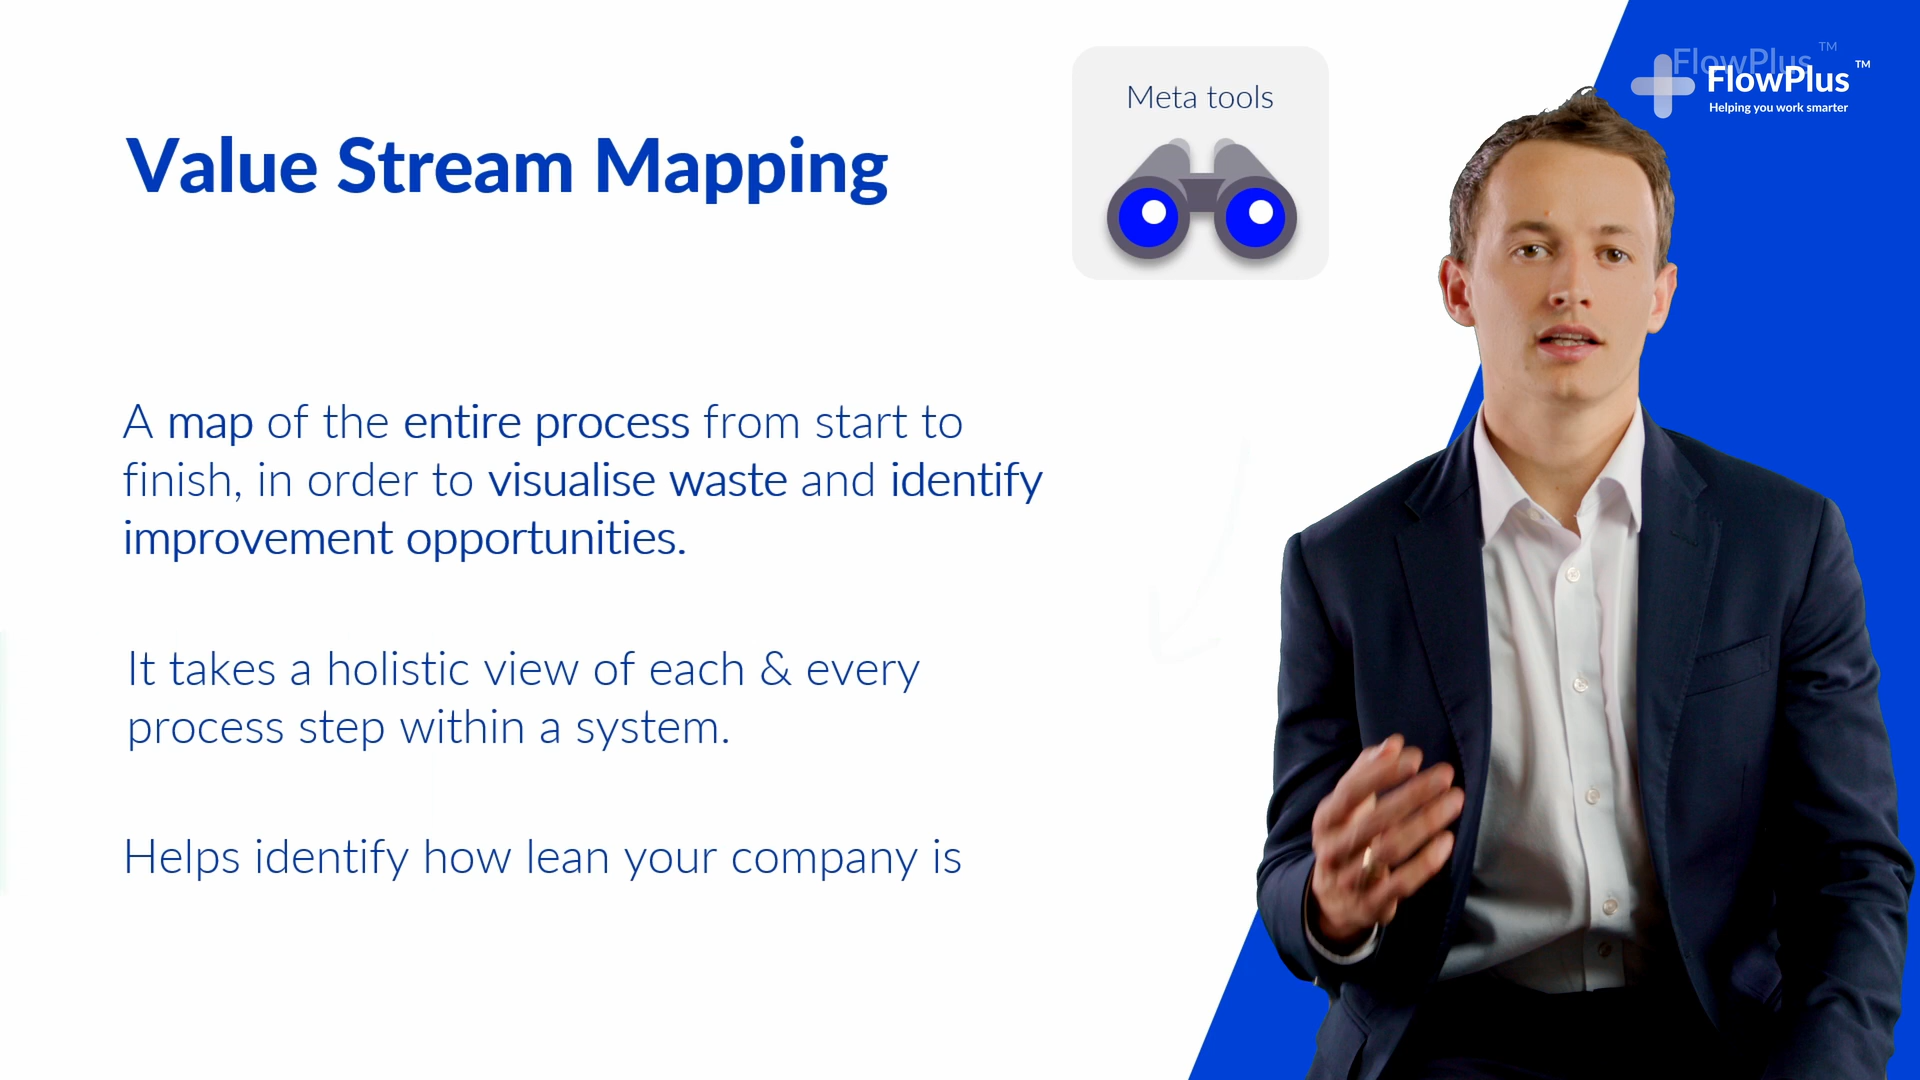 Value Stream Mapping
Meta tools
FlowPlus ™
FlowPlus ™
Helping you work smarter
A map of the entire process from start to
finish, in order to visualise waste and identify
improvement opportunities.
It takes a holistic view of each & every
process step within a system.
Helps identify how lean your company is